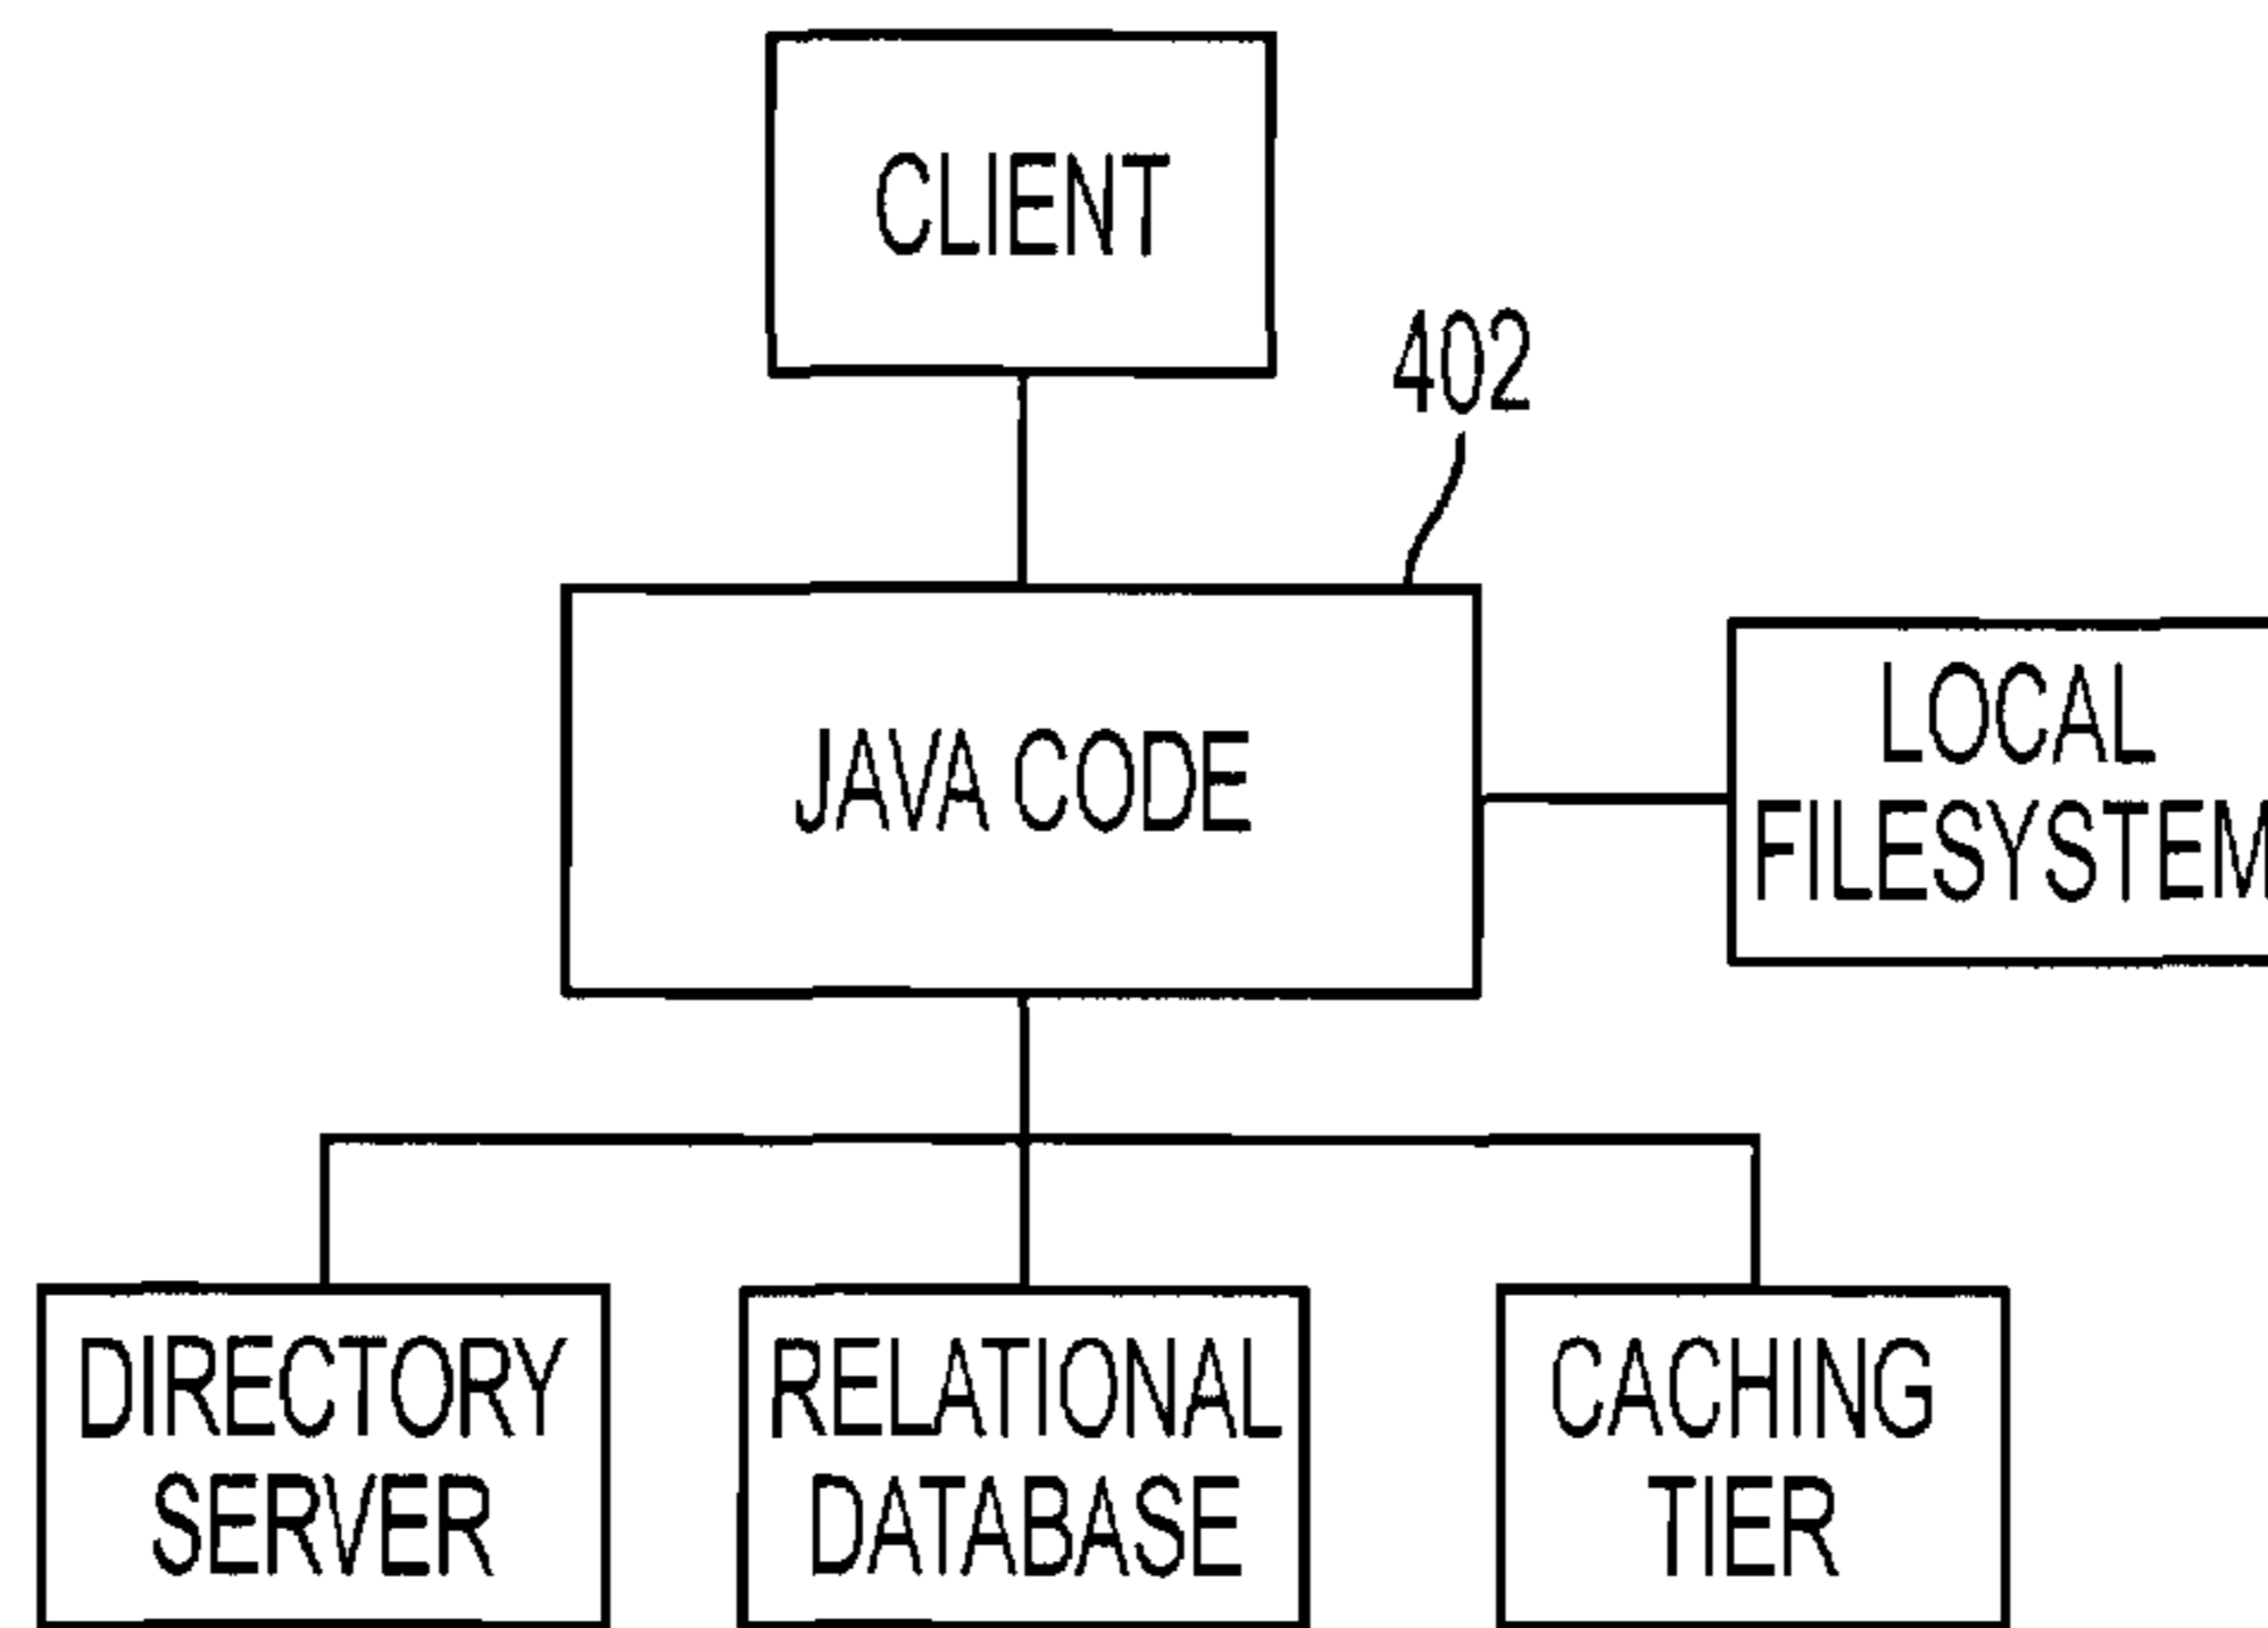 CLIENT
402
JAVA CODE
LOCAL
FILESYSTEM
DIRECTORY
SERVER
RELATIONAL
DATABASE
CACHING
TIER